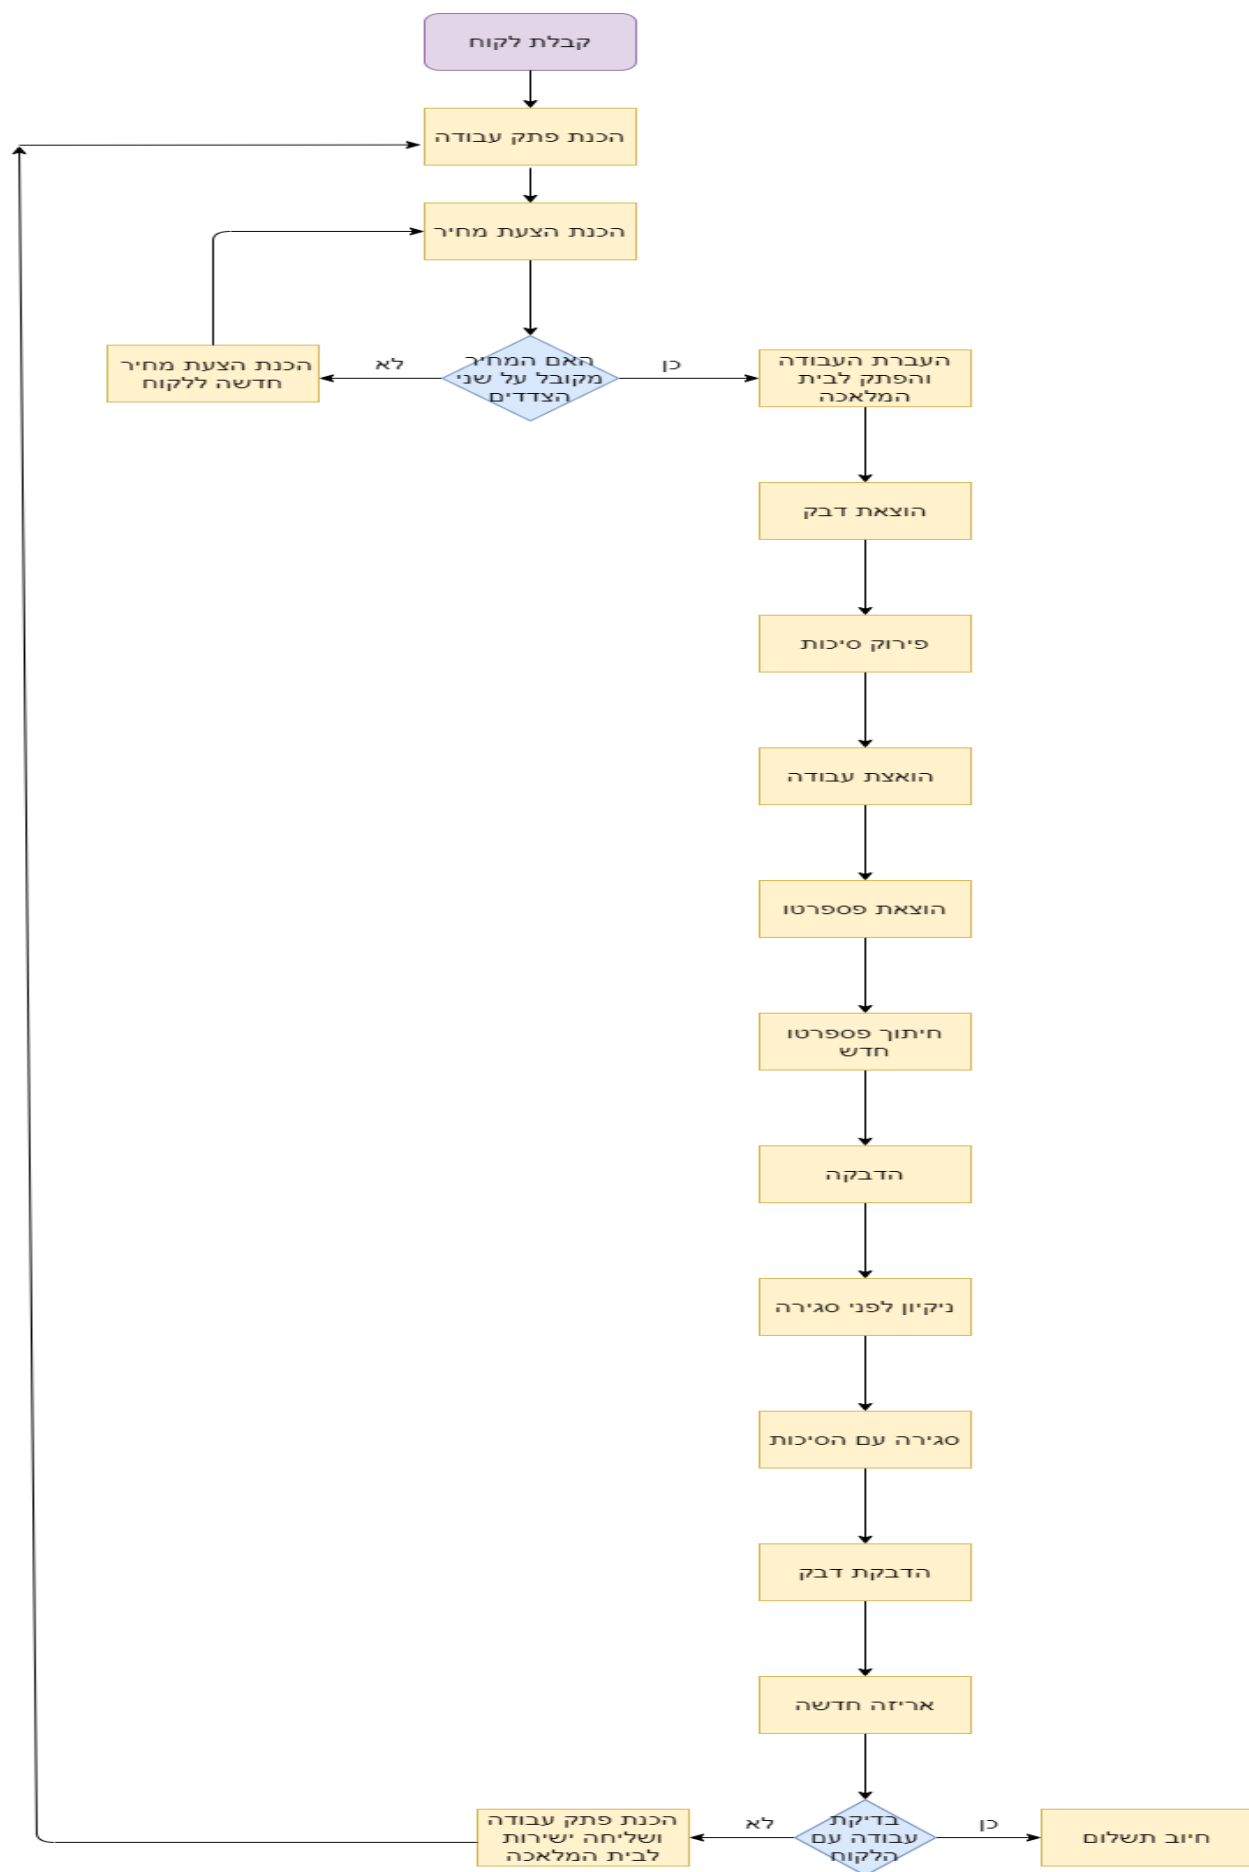 קבלת לקוח
הכנת פתק עבודה
הכנת הצעת מחיר
האם המחיר
מקובל על שני
הצדדים
לא
הכנת הצעת מחיר
חדשה ללקוח
כן
העברת העבודה
והפתק לבית
המלאכה
הוצאת דבק
פירוק סיכות
הואצת עבודה
הוצאת פספרטו
חיתוך פספרטו
חדש
הדבקה
ניקיון לפני סגירה
סגירה עם הסיכות
הדבקת דבק
אריזה חדשה
בדיקת
עבודה עם
הלקוח
כן
חיוב תשלום
לא
הכנת פתק עבודה
ושליחה ישירות
לבית המלאכה